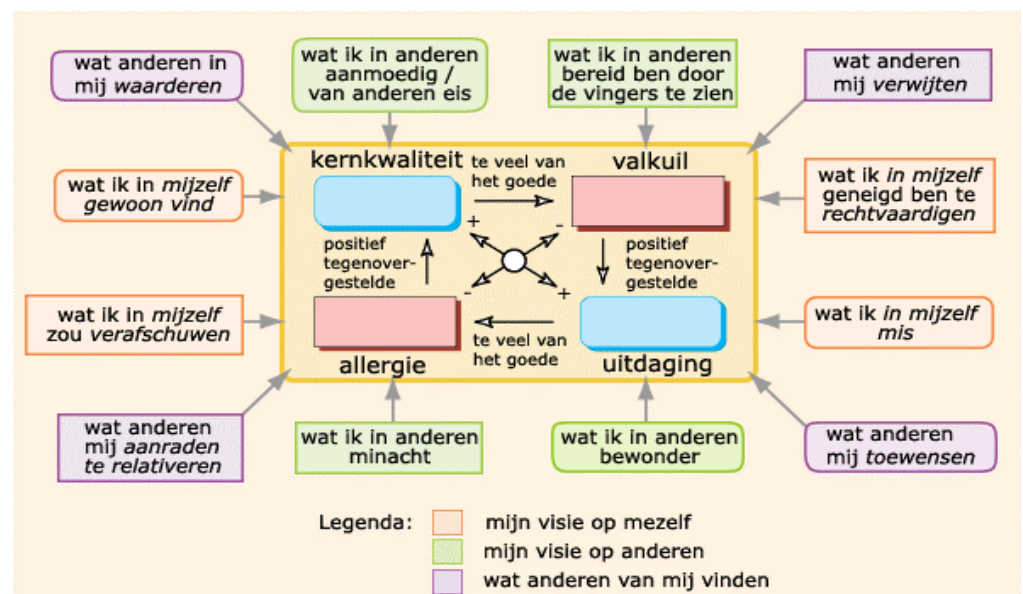 wat anderen in
mij waarderen
wat ik in anderen
aanmoedig /
van anderen eis
wat ik in anderen
bereid ben door
de vingers te zien
wat anderen
mij verwijten
kernkwaliteit
te veel van
het goede
valkuil
wat ik in mijzelf
gewoon vind
wat ik in mijzelf
geneigd ben te
rechtvaardigen
+
-
positief
tegenover-
gestelde
positief
tegenover-
gestelde
-
+
wat ik in mijzelf
zou verafschuwen
wat ik in mijzelf
mis
allergie
te veel van
het goede
uitdaging
wat anderen
mij aanraden
te relativeren
wat ik in anderen
minacht
wat ik in anderen
bewonder
wat anderen
mij toewensen
Legenda:
mijn visie op mezelf
mijn visie op anderen
wat anderen van mij vinden